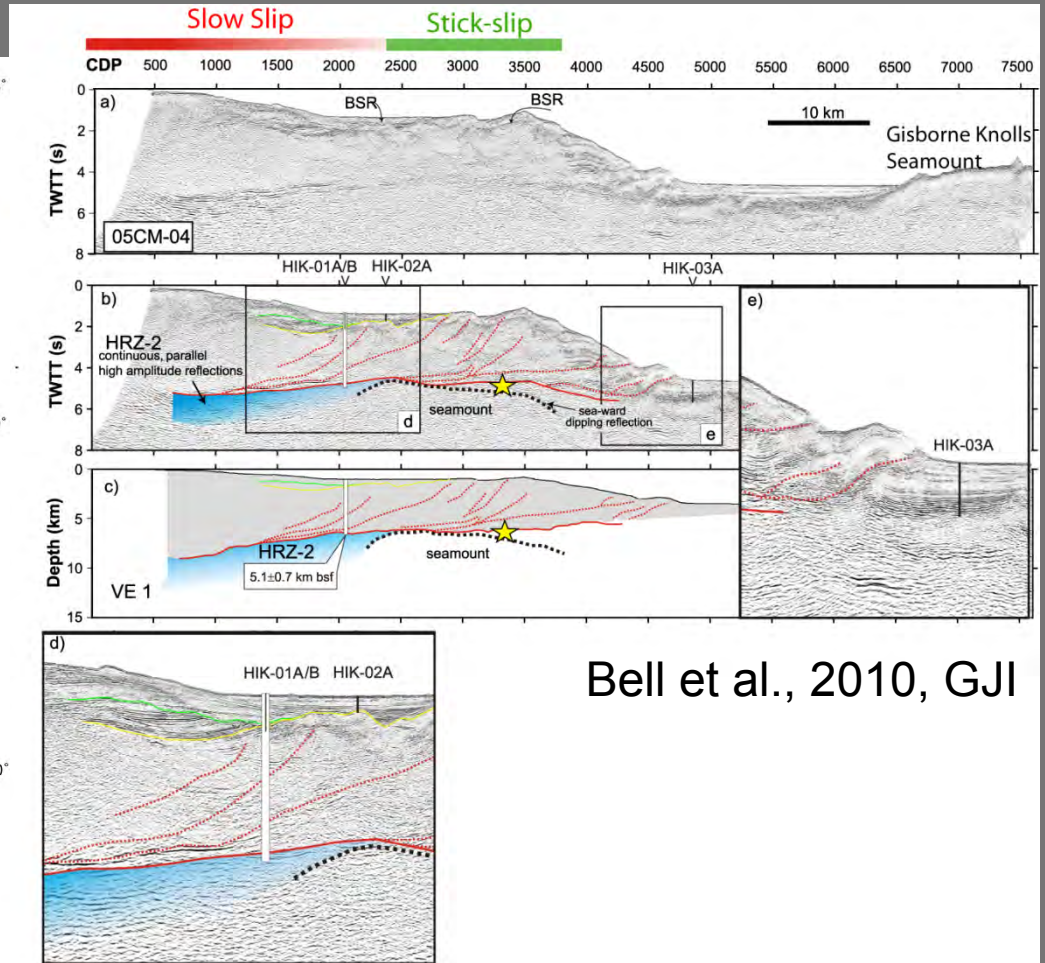 Slow Slip
Stick-slip
CDP 500 1000 1500 2000 2500 3000 3500 4000 4500 5000 5500 6000 6500 7000 7500
a)
BSR
BSR
10 km
Gisborne Knolls
Seamount
TWTT (s)
0
2
4
6
8
05CM-04
HIK-01A/B
HIK-02A
HIK-03A
b)
HRZ-2
continuous, parallel
high amplitude reflections
seamount
sea-ward
dipping reflection
d
e
TWTT (s)
0
2
4
6
8
e)
HIK-03A
c)
HRZ-2
seamount
5.1±0.7 km bsf
VE 1
Depth (km)
0
5
10
15
d)
HIK-01A/B HIK-02A
Bell et al., 2010, GJI